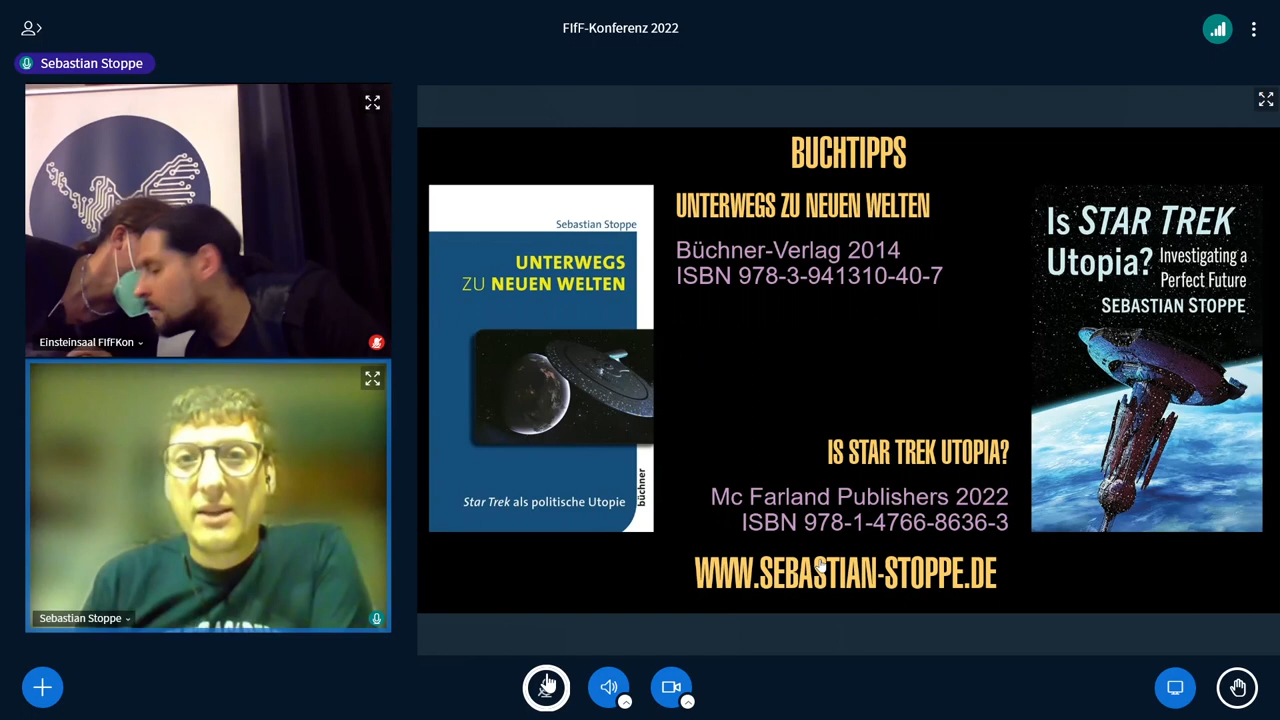 FIfF-Konferenz 2022
Sebastian Stoppe
Einsteinsaal FIfFKon
Sebastian Stoppe
BUCHTIPPS
Sebastian Stoppe
UNTERWEGS
ZU NEUEN WELTEN
Star Trek als politische Utopie
büchner
UNTERWEGS ZU NEUEN WELTEN
Büchner-Verlag 2014
ISBN 978-3-941310-40-7
IS STAR TREK UTOPIA?
Mc Farland Publishers 2022
ISBN 978-1-4766-8636-3
Is STAR TREK
Utopia? Investigating a
Perfect Future
SEBASTIAN STOPPE
WWW.SEBASTIAN-STOPPE.DE